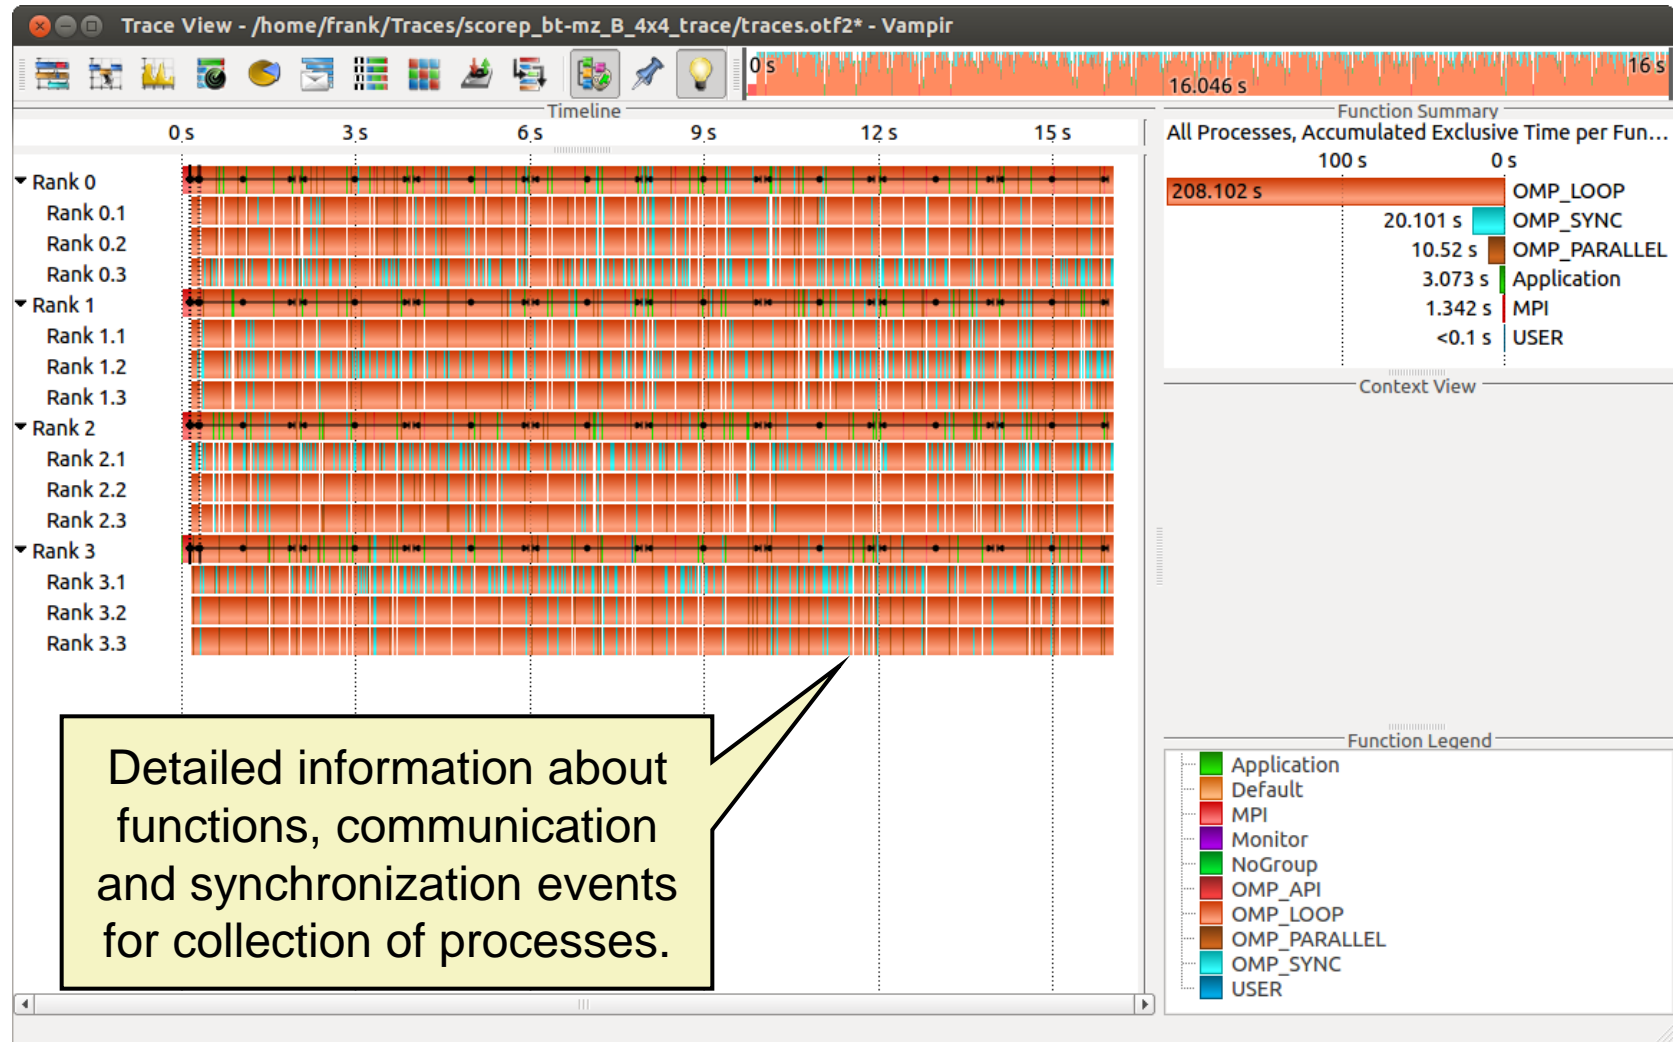 Trace View - /home/frank/Traces/scorep_bt-mz_B_4x4_trace/traces.otf2* - Vampir
0 s
16 s
16.046 s
Timeline
0 s 3 s 6 s 9 s 12 s 15 s
Rank 0
Rank 0.1
Rank 0.2
Rank 0.3
Rank 1
Rank 1.1
Rank 1.2
Rank 1.3
Rank 2
Rank 2.1
Rank 2.2
Rank 2.3
Rank 3
Rank 3.1
Rank 3.2
Rank 3.3
Detailed information about
functions, communication
and synchronization events
for collection of processes.
Function Summary
All Processes, Accumulated Exclusive Time per Fun...
100 s 0 s
208.102 s OMP_LOOP
20.101 s OMP_SYNC
10.52 s OMP_PARALLEL
3.073 s Application
1.342 s MPI
<0.1 s USER
Context View
Function Legend
Application
Default
MPI
Monitor
NoGroup
OMP_API
OMP_LOOP
OMP_PARALLEL
OMP_SYNC
USER